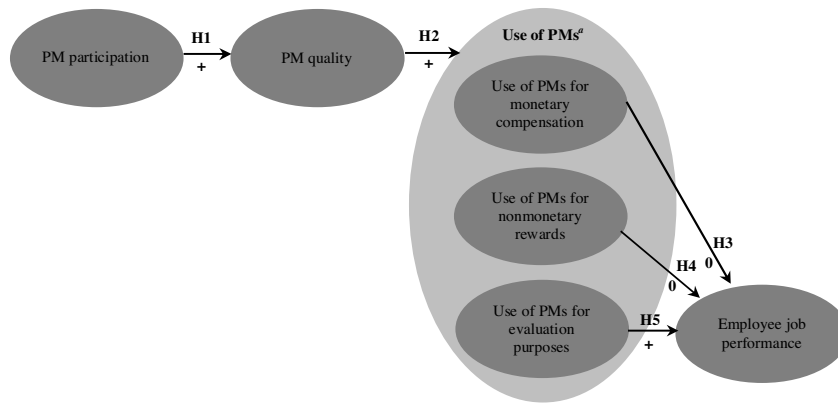 PM participation
H1
+
PM quality
H2
+
Use of PMsᵃ
Use of PMs for
monetary
compensation
Use of PMs for
nonmonetary
rewards
Use of PMs for
evaluation
purposes
H3
0
H4
0
H5
+
Employee job
performance